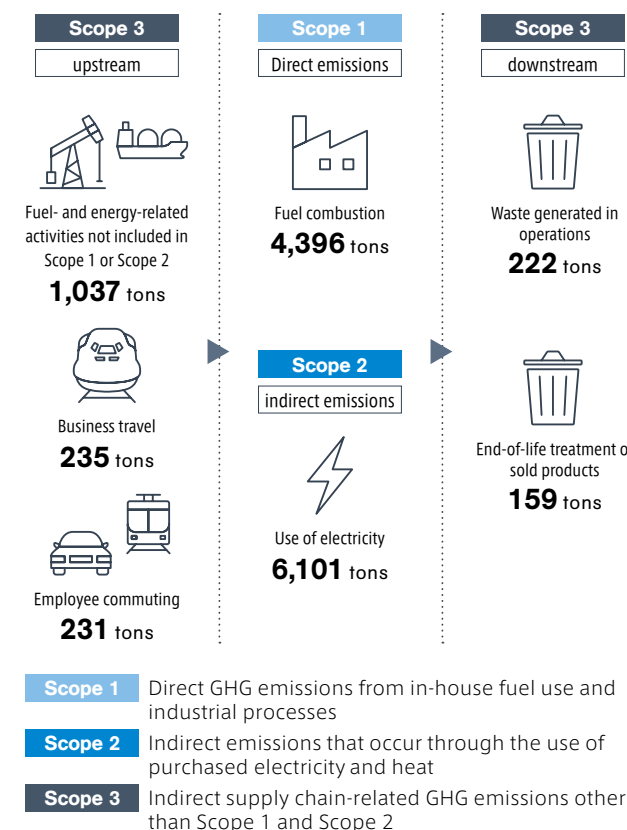 Scope 3
upstream
Fuel- and energy-related
activities not included in
Scope 1 or Scope 2
1,037 tons
Business travel
235 tons
Employee commuting
231 tons
Scope 1
Direct emissions
Fuel combustion
4,396 tons
Scope 2
indirect emissions
Use of electricity
6,101 tons
Scope 3
downstream
Waste generated in
operations
222 tons
End-of-life treatment o
sold products
159 tons
Scope 1 Direct GHG emissions from in-house fuel use and
industrial processes
Scope 2 Indirect emissions that occur through the use of
purchased electricity and heat
Scope 3 Indirect supply chain-related GHG emissions other
than Scope 1 and Scope 2